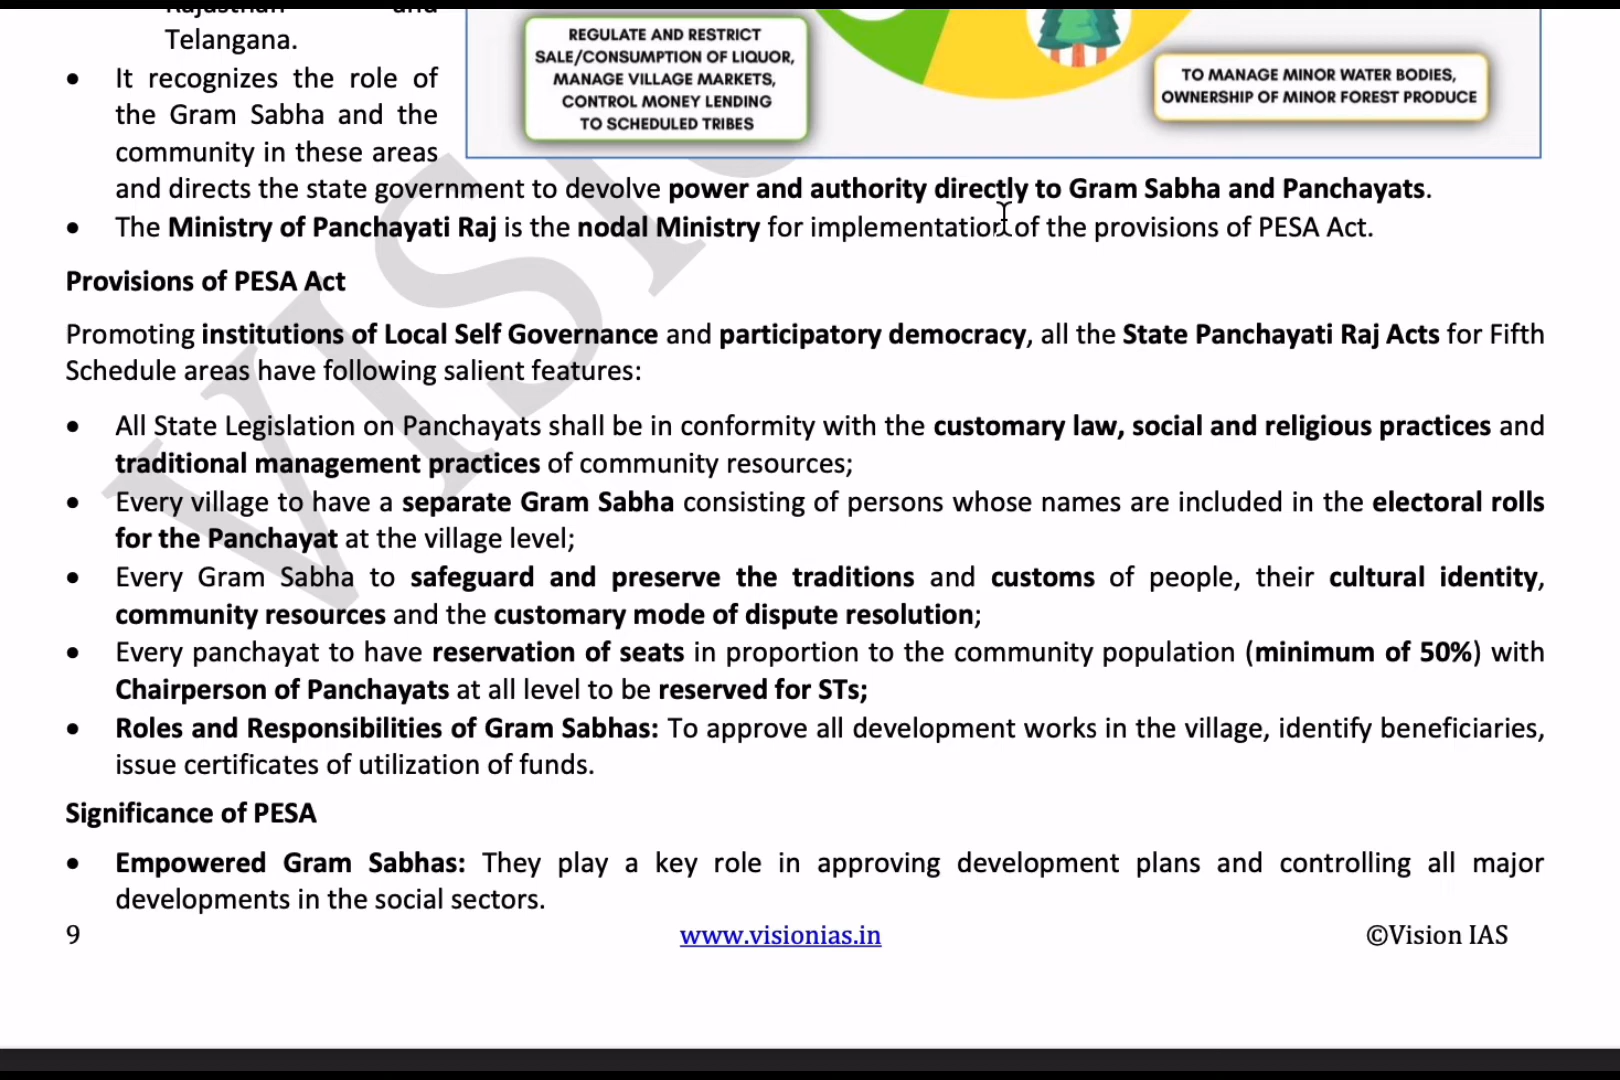 Rajasthan and
Telangana.
• It recognizes the role of
the Gram Sabha and the
community in these areas
and directs the state government to devolve power and authority directly to Gram Sabha and Panchayats.
• The Ministry of Panchayati Raj is the nodal Ministry for implementation of the provisions of PESA Act.
REGULATE AND RESTRICT
SALE/CONSUMPTION OF LIQUOR,
MANAGE VILLAGE MARKETS,
CONTROL MONEY LENDING
TO SCHEDULED TRIBES
TO MANAGE MINOR WATER BODIES,
OWNERSHIP OF MINOR FOREST PRODUCE
Provisions of PESA Act
Promoting institutions of Local Self Governance and participatory democracy, all the State Panchayati Raj Acts for Fifth
Schedule areas have following salient features:
• All State Legislation on Panchayats shall be in conformity with the customary law, social and religious practices and
traditional management practices of community resources;
• Every village to have a separate Gram Sabha consisting of persons whose names are included in the electoral rolls
for the Panchayat at the village level;
• Every Gram Sabha to safeguard and preserve the traditions and customs of people, their cultural identity,
community resources and the customary mode of dispute resolution;
• Every panchayat to have reservation of seats in proportion to the community population (minimum of 50%) with
Chairperson of Panchayats at all level to be reserved for STs;
• Roles and Responsibilities of Gram Sabhas: To approve all development works in the village, identify beneficiaries,
issue certificates of utilization of funds.
Significance of PESA
• Empowered Gram Sabhas: They play a key role in approving development plans and controlling all major
developments in the social sectors.
9 www.visionias.in ©Vision IAS
VISIO